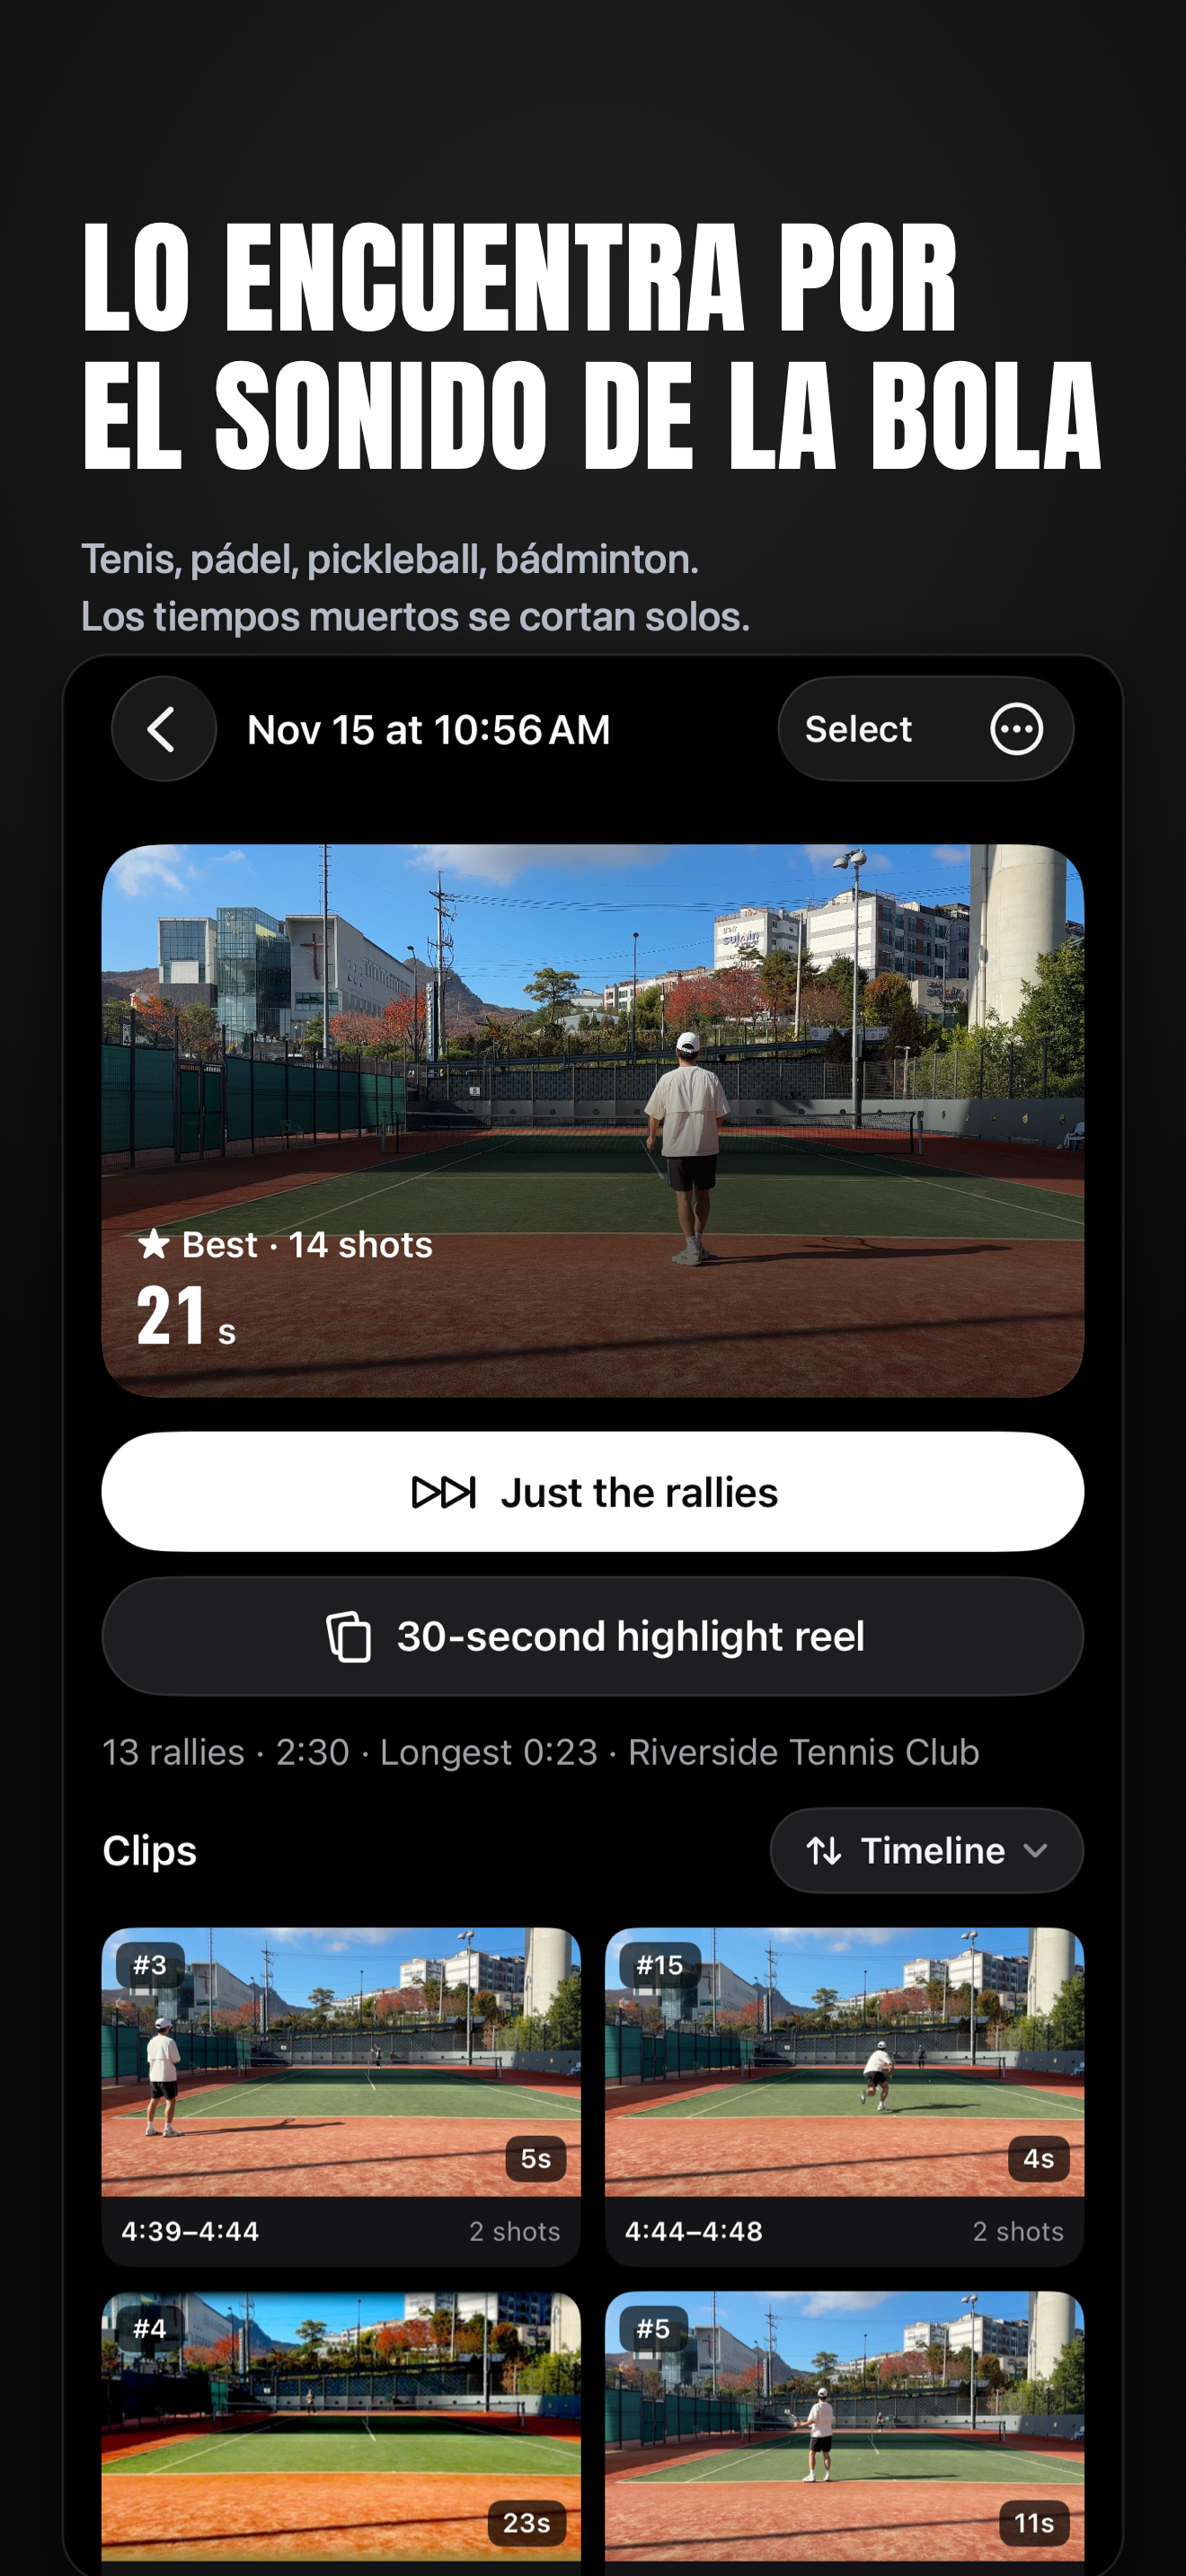 LO ENCUENTRA POR
EL SONIDO DE LA BOLA
Tenis, pádel, pickleball, bádminton.
Los tiempos muertos se cortan solos.
Nov 15 at 10:56 AM
Select
★ Best · 14 shots
21 s
Just the rallies
30-second highlight reel
13 rallies · 2:30 · Longest 0:23 · Riverside Tennis Club
Clips
Timeline
#3
#15
5s
4s
4:39–4:44
2 shots
4:44–4:48
2 shots
#4
#5
23s
11s